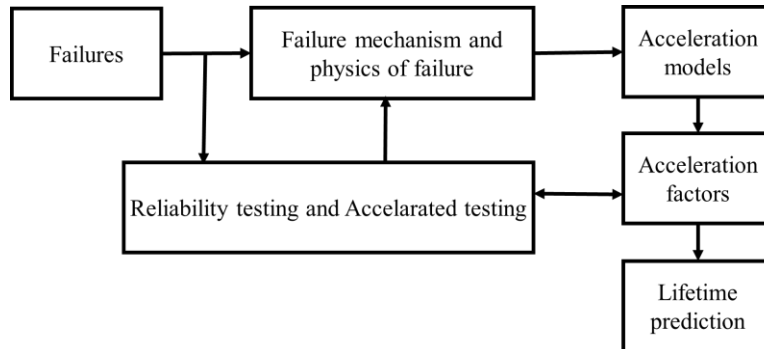 Failures
Failure mechanism and
physics of failure
Acceleration
models
Reliability testing and Accelarated testing
Acceleration
factors
Lifetime
prediction